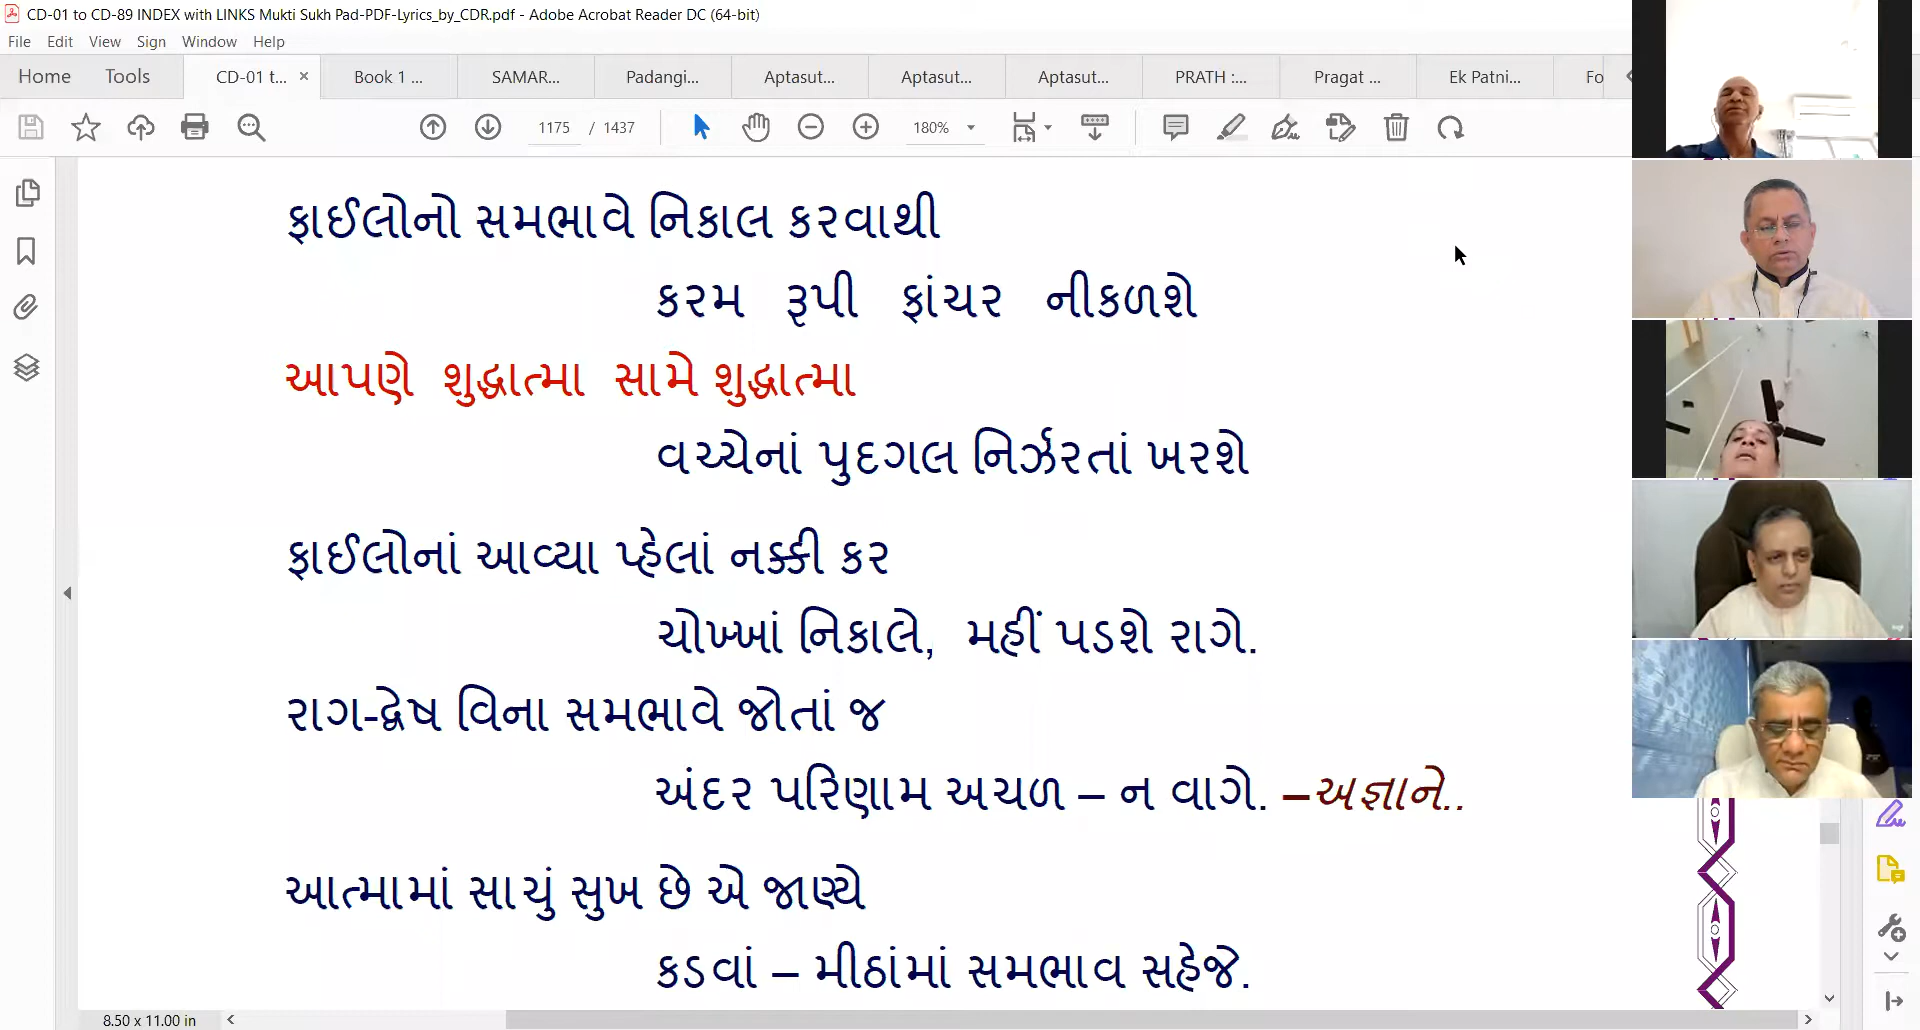 CD-01 to CD-89 INDEX with LINKS Mukti Sukh Pad-PDF-Lyrics_by_CDR.pdf - Adobe Acrobat Reader DC (64-bit)
File Edit View Sign Window Help
Home Tools CD-01 t... × Book 1 ... SAMAR... Padangi... Aptasut... Aptasut... Aptasut... PRATH :... Pragat ... Ek Patni... Fo
1175 / 1437 180%
ફાઈલોનો સમભાવે નિકાલ કરવાથી
કરમ રૂપી ફાંચર નીકળશે
આપણે શુદ્ધાત્મા સામે શુદ્ધાત્મા
વચ્ચેનાં પુદગલ નિર્ઝરતાં ખરશે
ફાઈલોનાં આવ્યા પ્હેલાં નક્કી કર
ચોખ્ખાં નિકાલે, મહીં પડશે રાગે.
રાગ-દ્વેષ વિના સમભાવે જોતાં જ
અંદર પરિણામ અચળ – ન વાગે. –અજ્ઞાને..
આત્મામાં સાચું સુખ છે એ જાણ્યે
કડવાં – મીઠાંમાં સમભાવ સહેજે.
8.50 x 11.00 in